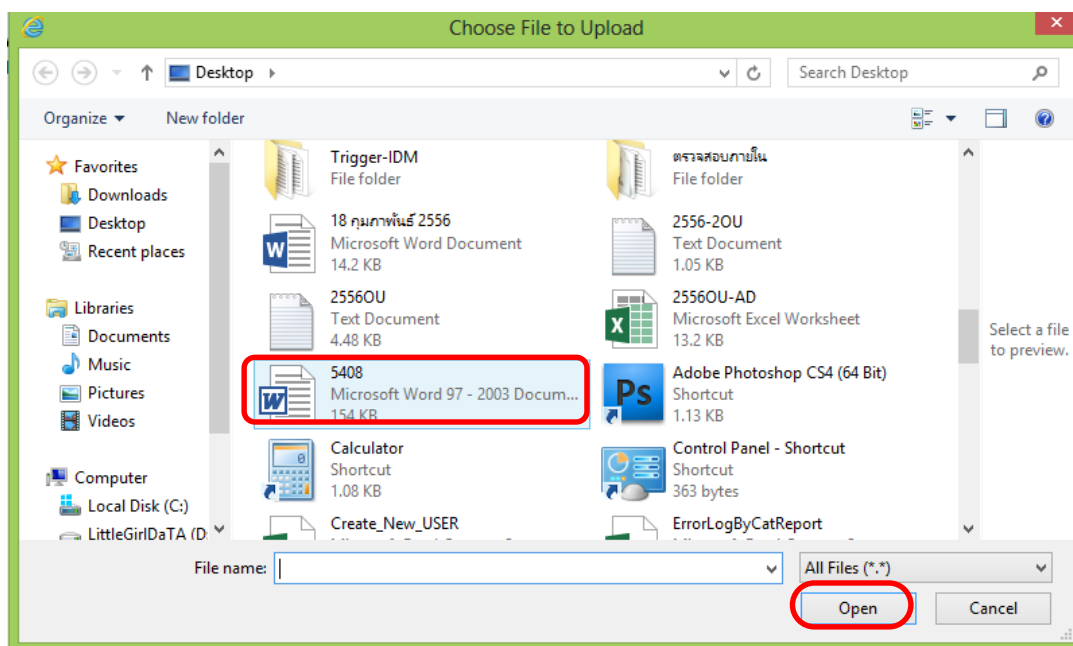 Choose File to Upload
Desktop
Search Desktop
Organize
New folder
Favorites
Downloads
Desktop
Recent places
Libraries
Documents
Music
Pictures
Videos
Computer
Local Disk (C:)
LittleGirlDaTA (D:
Trigger-IDM
File folder
ตรวจสอบภายใน
File folder
18 กุมภาพันธ์ 2556
Microsoft Word Document
14.2 KB
2556-2OU
Text Document
1.05 KB
2556OU
Text Document
4.48 KB
2556OU-AD
Microsoft Excel Worksheet
13.2 KB
5408
Microsoft Word 97 - 2003 Docum...
154 KB
Adobe Photoshop CS4 (64 Bit)
Shortcut
1.13 KB
Calculator
Shortcut
1.08 KB
Control Panel - Shortcut
Shortcut
363 bytes
Create_New_USER
ErrorLogByCatReport
Select a file
to preview.
File name:
All Files (*.*)
Open
Cancel